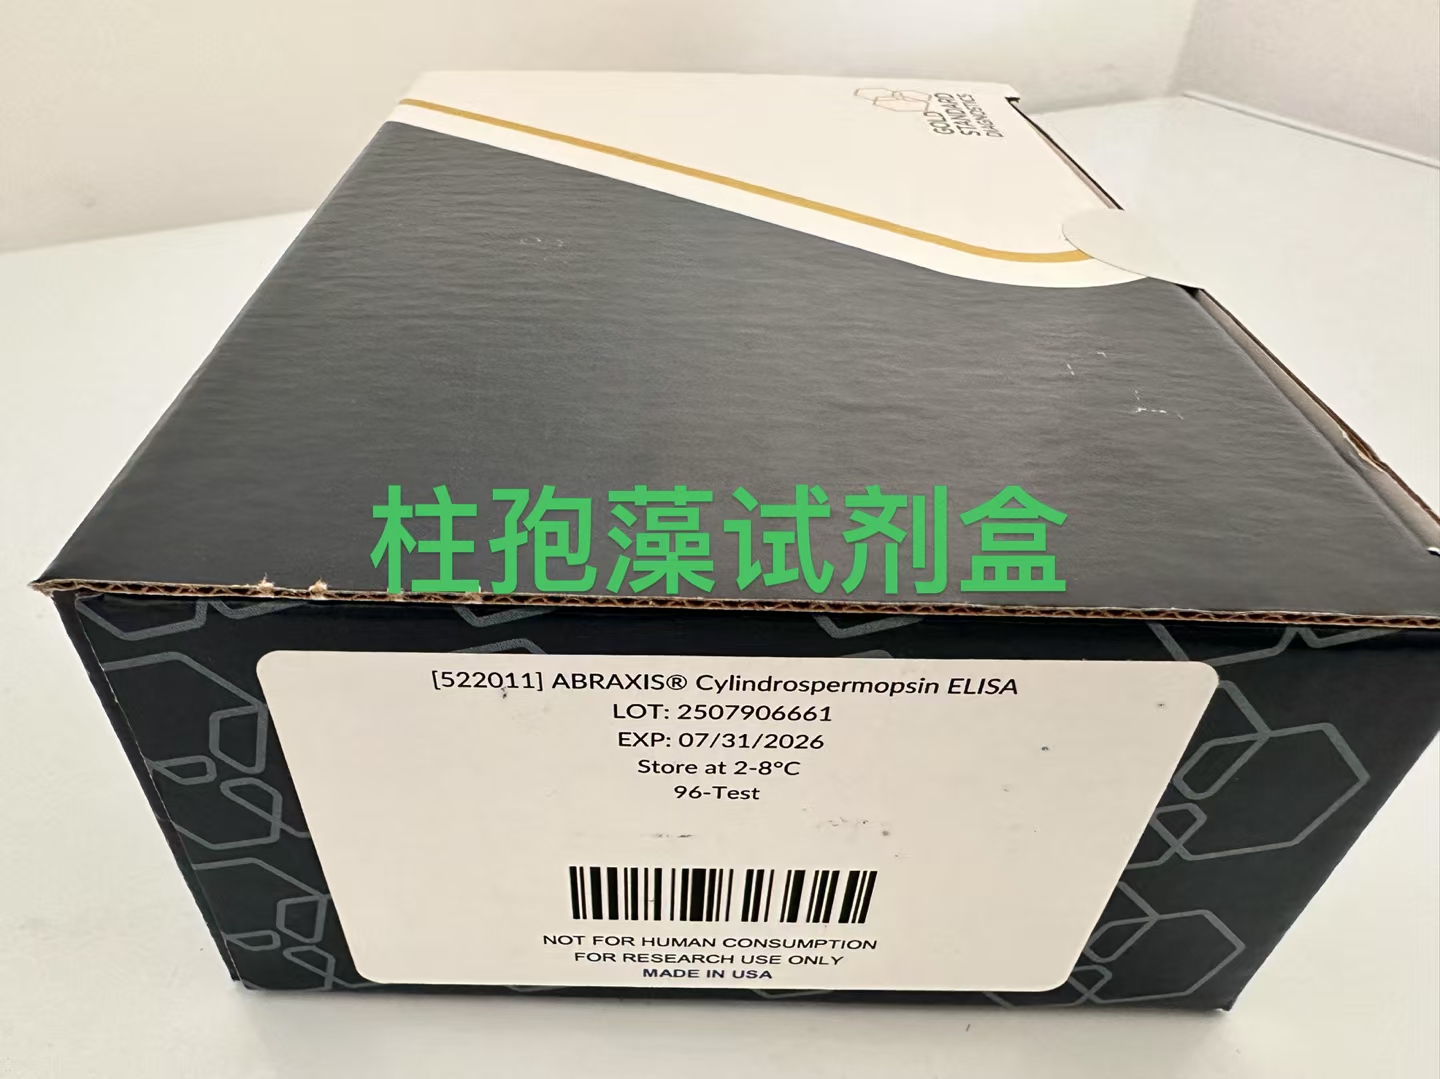 GOLD
STANDARD
DIAGNOSTICS
柱孢藻试剂盒
[522011] ABRAXIS® Cylindrospermopsin ELISA
LOT: 2507906661
EXP: 07/31/2026
Store at 2-8°C
96-Test
NOT FOR HUMAN CONSUMPTION
FOR RESEARCH USE ONLY
MADE IN USA